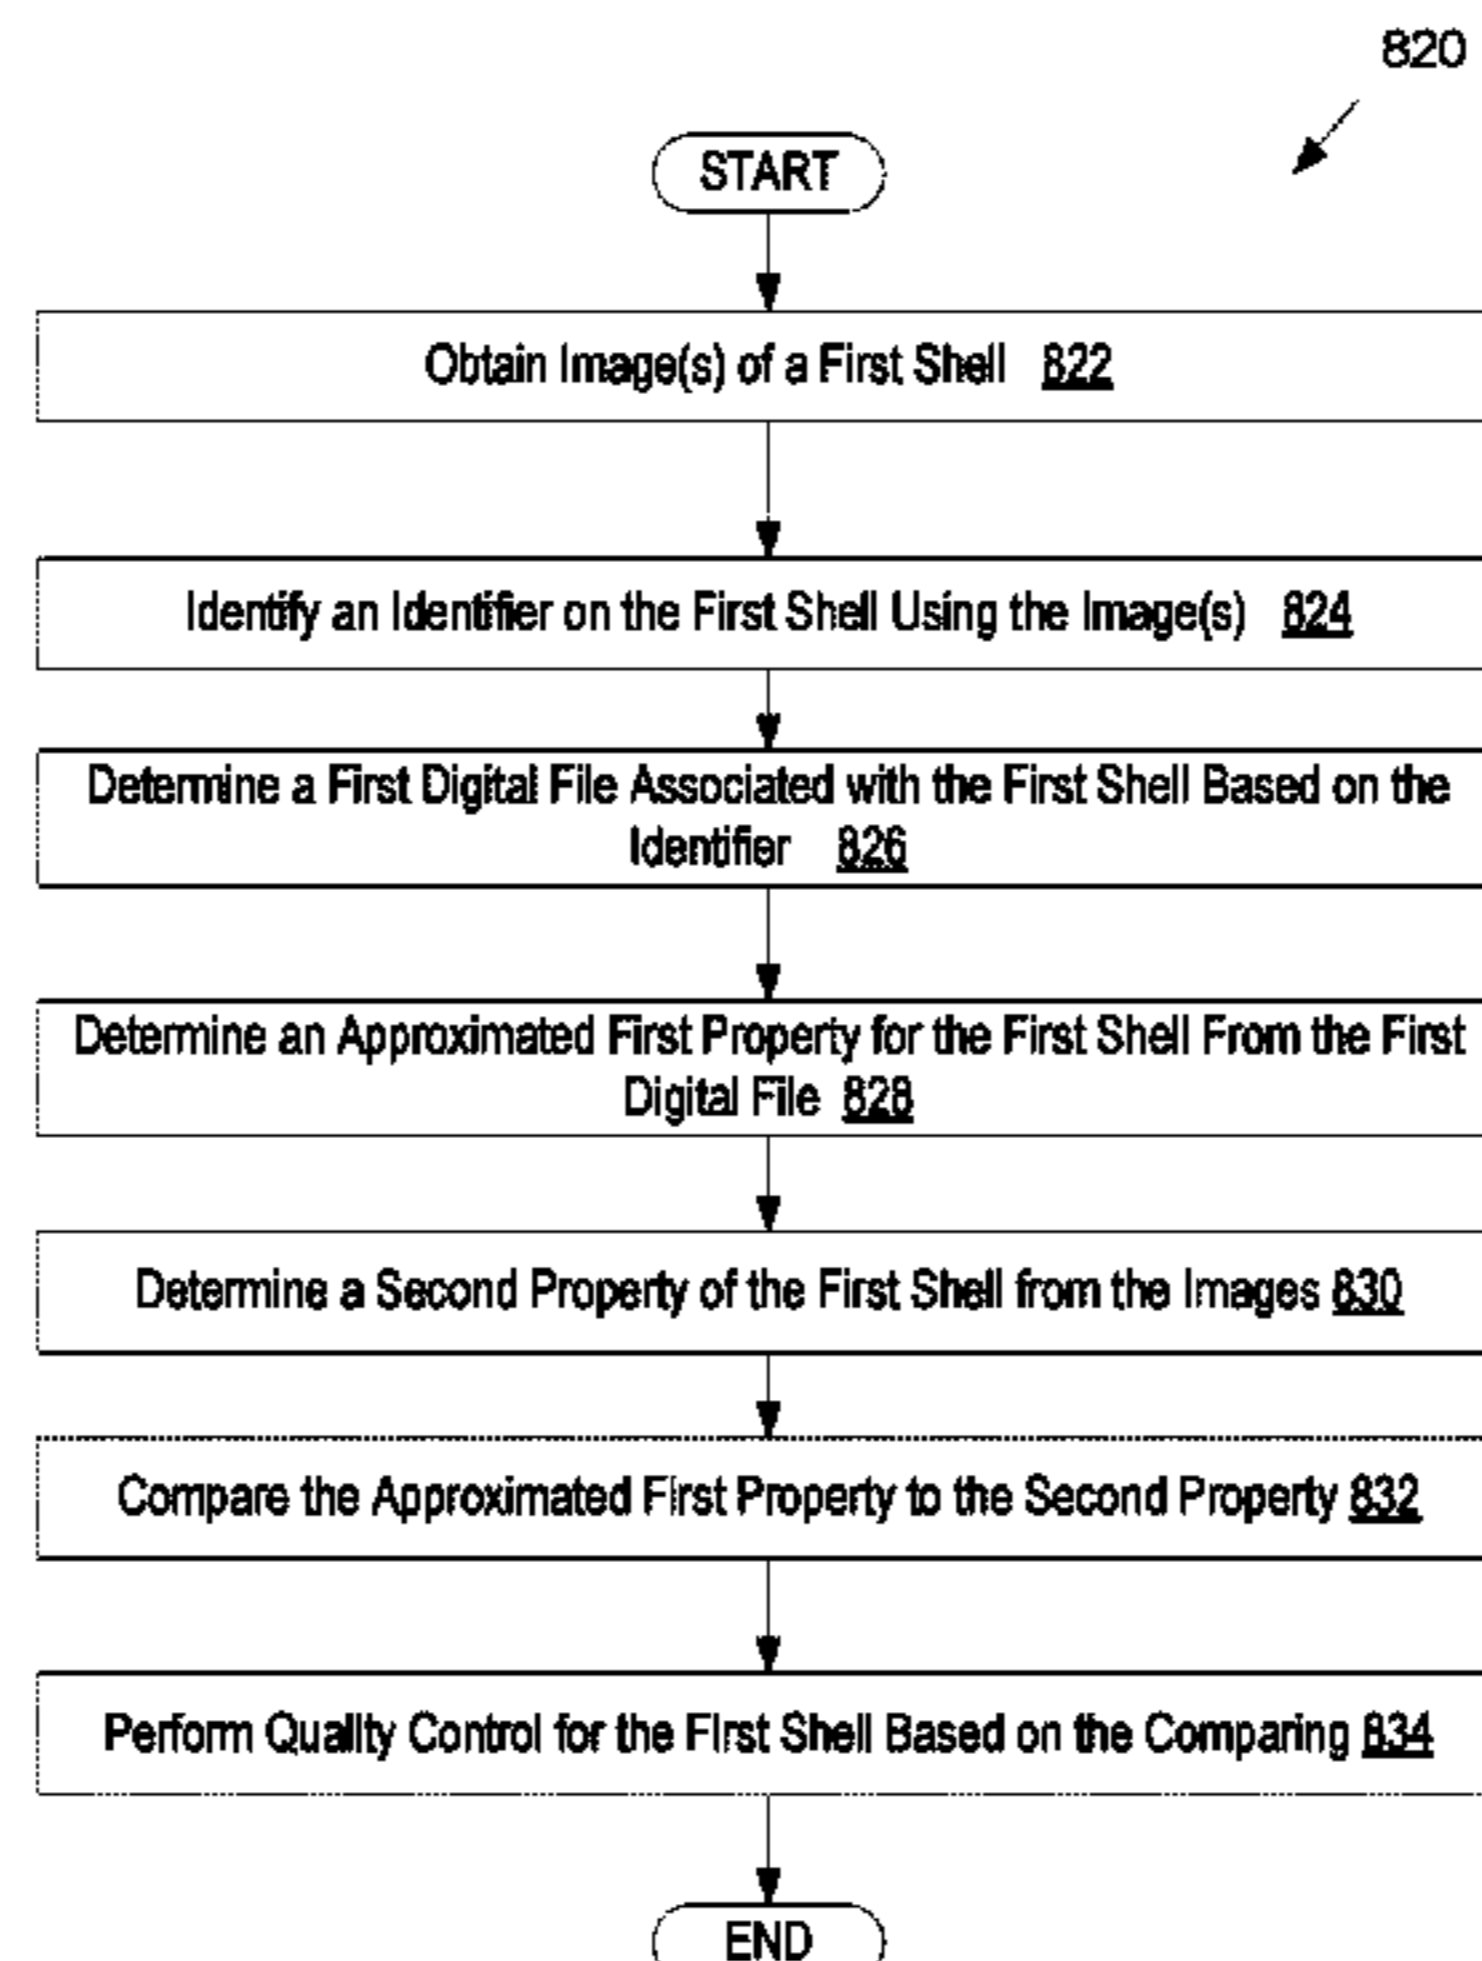 820
START
Obtain Image(s) of a First Shell 822
Identify an Identifier on the First Shell Using the Image(s) 824
Determine a First Digital File Associated with the First Shell Based on the
Identifier 826
Determine an Approximated First Property for the First Shell From the First
Digital File 828
Determine a Second Property of the First Shell from the Images 830
Compare the Approximated First Property to the Second Property 832
Perform Quality Control for the First Shell Based on the Comparing 834
END